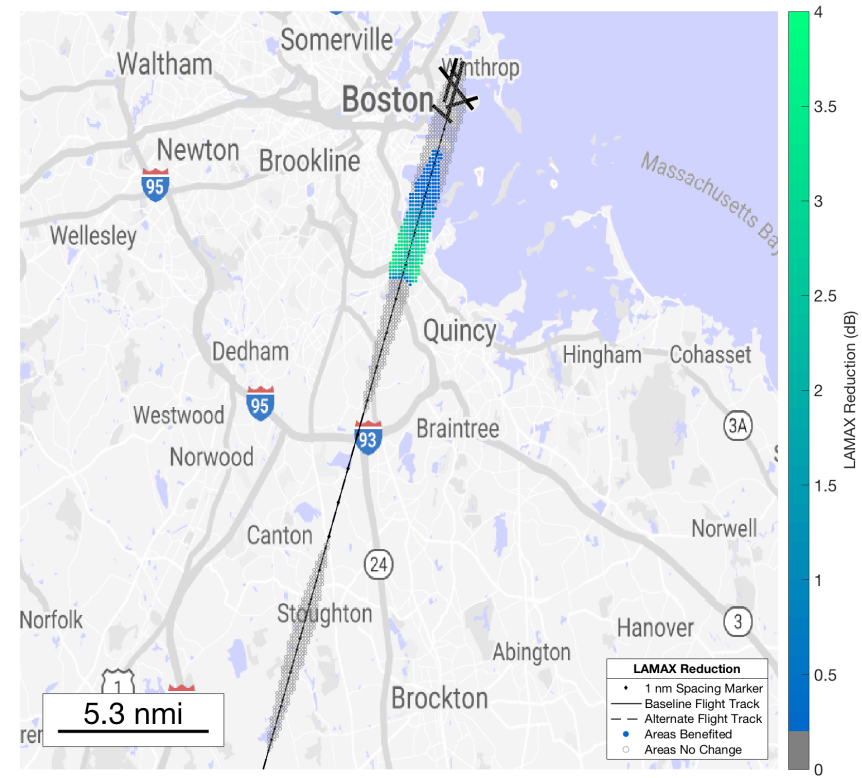 Somerville
Waltham
Winthrop
Boston
Newton
Brookline
95
Massachusetts Bay
Wellesley
Quincy
Dedham
Hingham
Cohasset
95
Westwood
3A
Braintree
93
Norwood
Norwell
Canton
24
Stoughton
Norfolk
Hanover
3
Abington
1
Brockton
5.3 nmi
LAMAX Reduction
1 nm Spacing Marker
Baseline Flight Track
Alternate Flight Track
Areas Benefited
Areas No Change
4
3.5
3
2.5
2
1.5
1
0.5
0
LAMAX Reduction (dB)